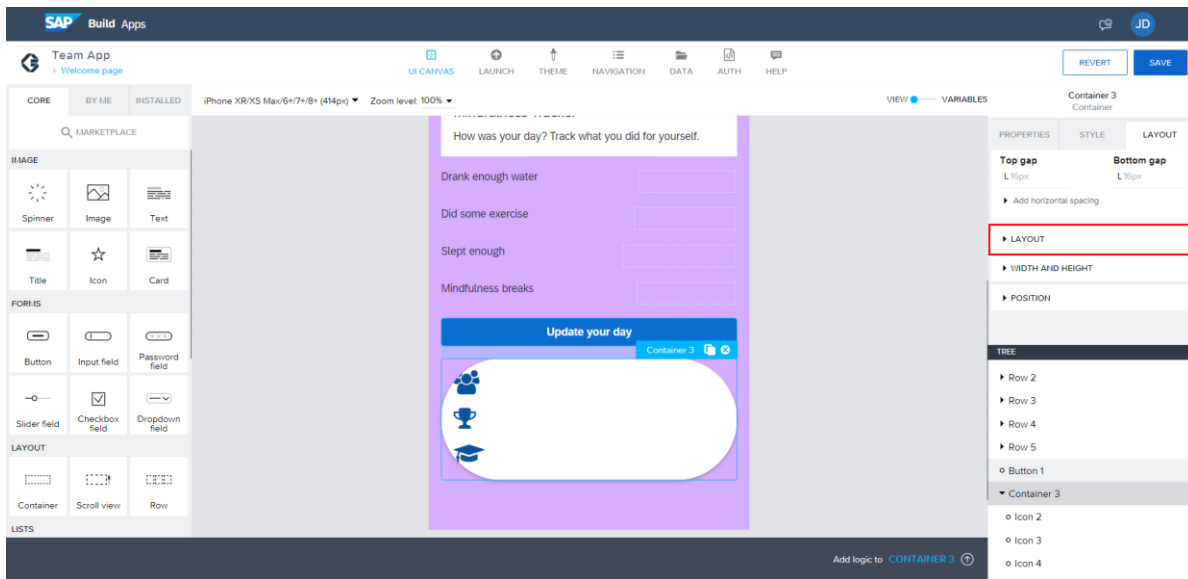 SAP Build Apps
JD
Team App
Welcome page
UI CANVAS
LAUNCH
THEME
NAVIGATION
DATA
AUTH
HELP
REVERT
SAVE
CORE
BY ME
INSTALLED
iPhone XR/XS Max/6+/7+/8+ (414px)
Zoom level: 100%
VIEW
VARIABLES
Container 3
Container
MARKETPLACE
PROPERTIES
STYLE
LAYOUT
IMAGE
Spinner
Image
Text
Title
Icon
Card
FORMS
Button
Input field
Password
field
Slider field
Checkbox
field
Dropdown
field
LAYOUT
Container
Scroll view
Row
LISTS
Mindfulness Tracker
How was your day? Track what you did for yourself.
Drank enough water
Did some exercise
Slept enough
Mindfulness breaks
Update your day
Container 3
Top gap
Bottom gap
L 16px
L 16px
Add horizontal spacing
LAYOUT
WIDTH AND HEIGHT
POSITION
TREE
Row 2
Row 3
Row 4
Row 5
Button 1
Container 3
Icon 2
Icon 3
Icon 4
Add logic to CONTAINER 3